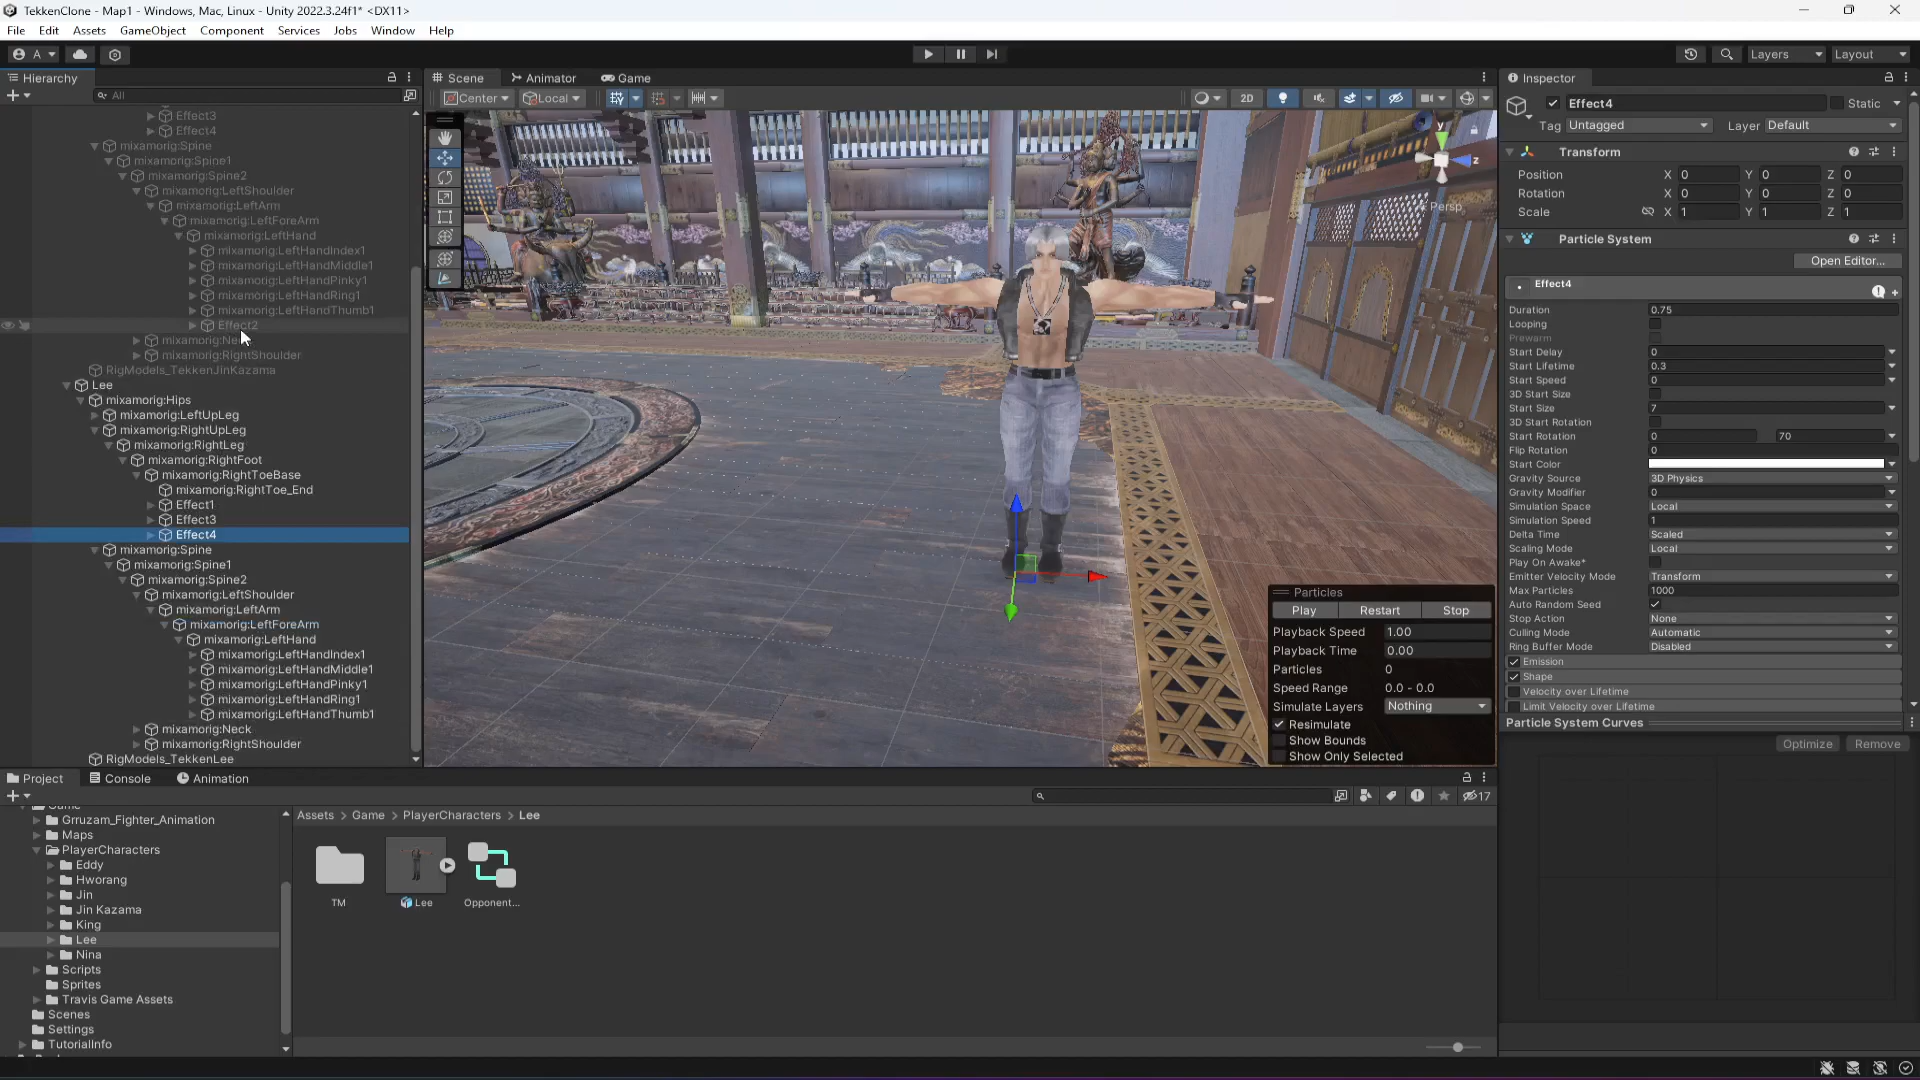 TekkenClone - Map1 - Windows, Mac, Linux - Unity 2022.3.24f1* <DX11>
File Edit Assets GameObject Component Services Jobs Window Help
A Layers Layout
Hierarchy
All
Effect3
Effect4
mixamorig:Spine
mixamorig:Spine1
mixamorig:Spine2
mixamorig:LeftShoulder
mixamorig:LeftArm
mixamorig:LeftForeArm
mixamorig:LeftHand
mixamorig:LeftHandIndex1
mixamorig:LeftHandMiddle1
mixamorig:LeftHandPinky1
mixamorig:LeftHandRing1
mixamorig:LeftHandThumb1
Effect2
mixamorig:RightShoulder
RigModels_TekkenJinKazama
Lee
mixamorig:Hips
mixamorig:LeftUpLeg
mixamorig:RightUpLeg
mixamorig:RightLeg
mixamorig:RightFoot
mixamorig:RightToeBase
mixamorig:RightToe_End
Effect1
Effect3
Effect4
mixamorig:Spine
mixamorig:Spine1
mixamorig:Spine2
mixamorig:LeftShoulder
mixamorig:LeftArm
mixamorig:LeftForeArm
mixamorig:LeftHand
mixamorig:LeftHandIndex1
mixamorig:LeftHandMiddle1
mixamorig:LeftHandPinky1
mixamorig:LeftHandRing1
mixamorig:LeftHandThumb1
mixamorig:Neck
mixamorig:RightShoulder
RigModels_TekkenLee
Scene Animator Game
Center Local 2D
y
z
Persp
Particles
Play Restart Stop
Playback Speed 1.00
Playback Time 0.00
Particles 0
Speed Range 0.0 - 0.0
Simulate Layers Nothing
Resimulate
Show Bounds
Show Only Selected
Inspector
Effect4 Static
Tag Untagged Layer Default
Transform
Position X 0 Y 0 Z 0
Rotation X 0 Y 0 Z 0
Scale X 1 Y 1 Z 1
Particle System
Open Editor...
Effect4
Duration 0.75
Looping
Prewarm
Start Delay 0
Start Lifetime 0.3
Start Speed 0
3D Start Size
Start Size 7
3D Start Rotation
Start Rotation 0 70
Flip Rotation 0
Start Color
Gravity Source 3D Physics
Gravity Modifier 0
Simulation Space Local
Simulation Speed 1
Delta Time Scaled
Scaling Mode Local
Play On Awake*
Emitter Velocity Mode Transform
Max Particles 1000
Auto Random Seed
Stop Action None
Culling Mode Automatic
Ring Buffer Mode Disabled
Emission
Shape
Velocity over Lifetime
Limit Velocity over Lifetime
Particle System Curves
Optimize Remove
Project Console Animation
17
Grruzam_Fighter_Animation
Maps
PlayerCharacters
Eddy
Hworang
Jin
Jin Kazama
King
Lee
Nina
Scripts
Sprites
Travis Game Assets
Scenes
Settings
TutorialInfo
Assets > Game > PlayerCharacters > Lee
TM
Lee
Opponent...